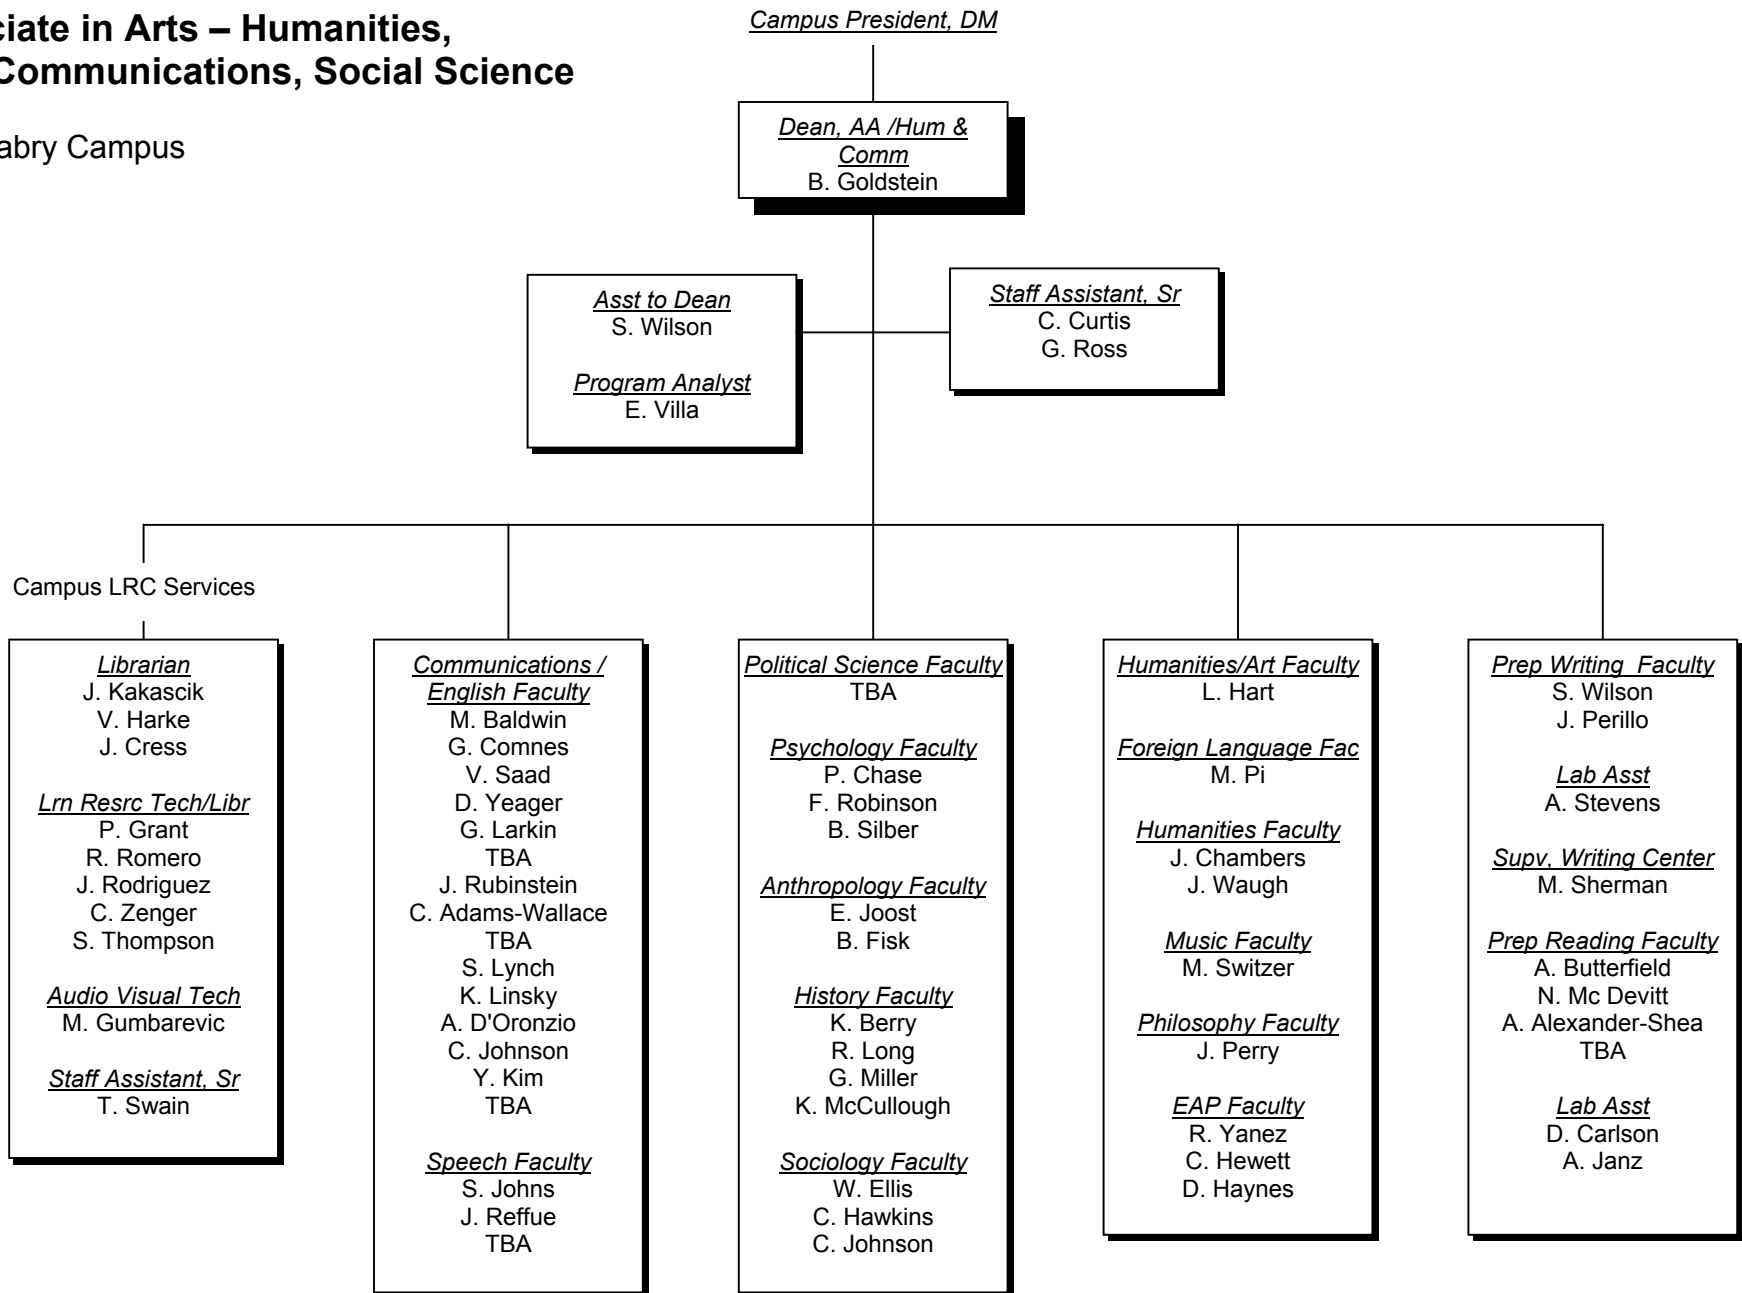 ciate in Arts – Humanities,
Communications, Social Science
abry Campus
Campus President, DM
Dean, AA /Hum &
Comm
B. Goldstein
Asst to Dean
S. Wilson
Program Analyst
E. Villa
Staff Assistant, Sr
C. Curtis
G. Ross
Campus LRC Services
Librarian
J. Kakascik
V. Harke
J. Cress
Lrn Resrc Tech/Libr
P. Grant
R. Romero
J. Rodriguez
C. Zenger
S. Thompson
Audio Visual Tech
M. Gumbarevic
Staff Assistant, Sr
T. Swain
Communications /
English Faculty
M. Baldwin
G. Comnes
V. Saad
D. Yeager
G. Larkin
TBA
J. Rubinstein
C. Adams-Wallace
TBA
S. Lynch
K. Linsky
A. D'Oronzio
C. Johnson
Y. Kim
TBA
Speech Faculty
S. Johns
J. Reffue
TBA
Political Science Faculty
TBA
Psychology Faculty
P. Chase
F. Robinson
B. Silber
Anthropology Faculty
E. Joost
B. Fisk
History Faculty
K. Berry
R. Long
G. Miller
K. McCullough
Sociology Faculty
W. Ellis
C. Hawkins
C. Johnson
Humanities/Art Faculty
L. Hart
Foreign Language Fac
M. Pi
Humanities Faculty
J. Chambers
J. Waugh
Music Faculty
M. Switzer
Philosophy Faculty
J. Perry
EAP Faculty
R. Yanez
C. Hewett
D. Haynes
Prep Writing  Faculty
S. Wilson
J. Perillo
Lab Asst
A. Stevens
Supv, Writing Center
M. Sherman
Prep Reading Faculty
A. Butterfield
N. Mc Devitt
A. Alexander-Shea
TBA
Lab Asst
D. Carlson
A. Janz